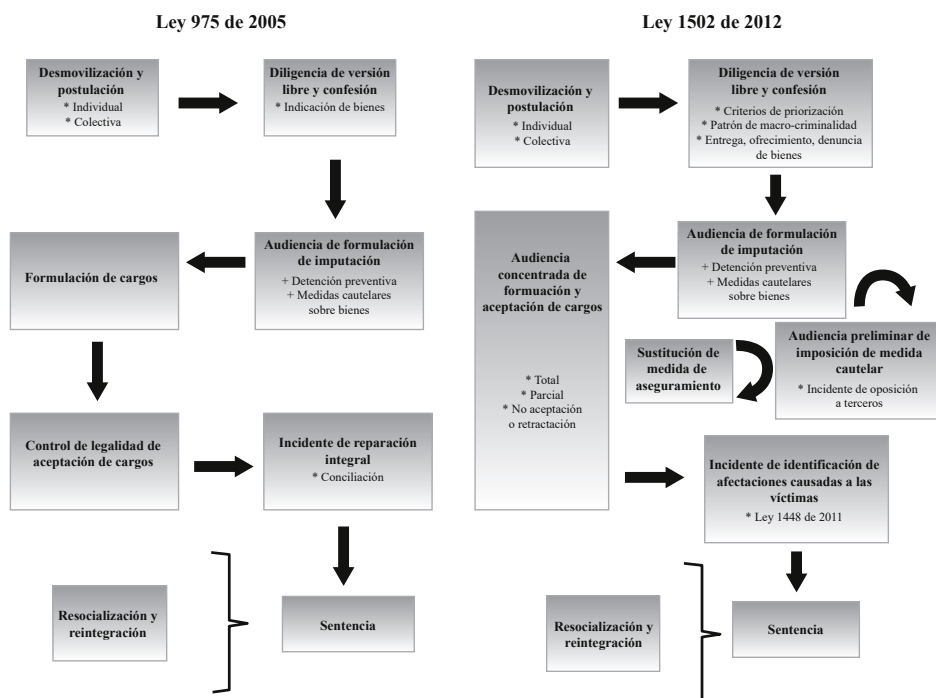 Ley 975 de 2005
Desmovilización y
postulación
* Individual
* Colectiva
Diligencia de versión
libre y confesión
* Indicación de bienes
Audiencia de formulación
de imputación
+ Detención preventiva
+ Medidas cautelares
sobre bienes
Formulación de cargos
Control de legalidad de
aceptación de cargos
Incidente de reparación
integral
* Conciliación
Sentencia
Resocialización y
reintegración
Ley 1502 de 2012
Desmovilización y
postulación
* Individual
* Colectiva
Diligencia de versión
libre y confesión
* Criterios de priorización
* Patrón de macro-criminalidad
* Entrega, ofrecimiento, denuncia
de bienes
Audiencia de formulación
de imputación
+ Detención preventiva
+ Medidas cautelares
sobre bienes
Audiencia preliminar de
imposición de medida
cautelar
* Incidente de oposición
a terceros
Sustitución de
medida de
aseguramiento
Audiencia
concentrada de
formuación y
aceptación de cargos
* Total
* Parcial
* No aceptación
o retractación
Incidente de identificación de
afectaciones causadas a las
víctimas
* Ley 1448 de 2011
Sentencia
Resocialización y
reintegración